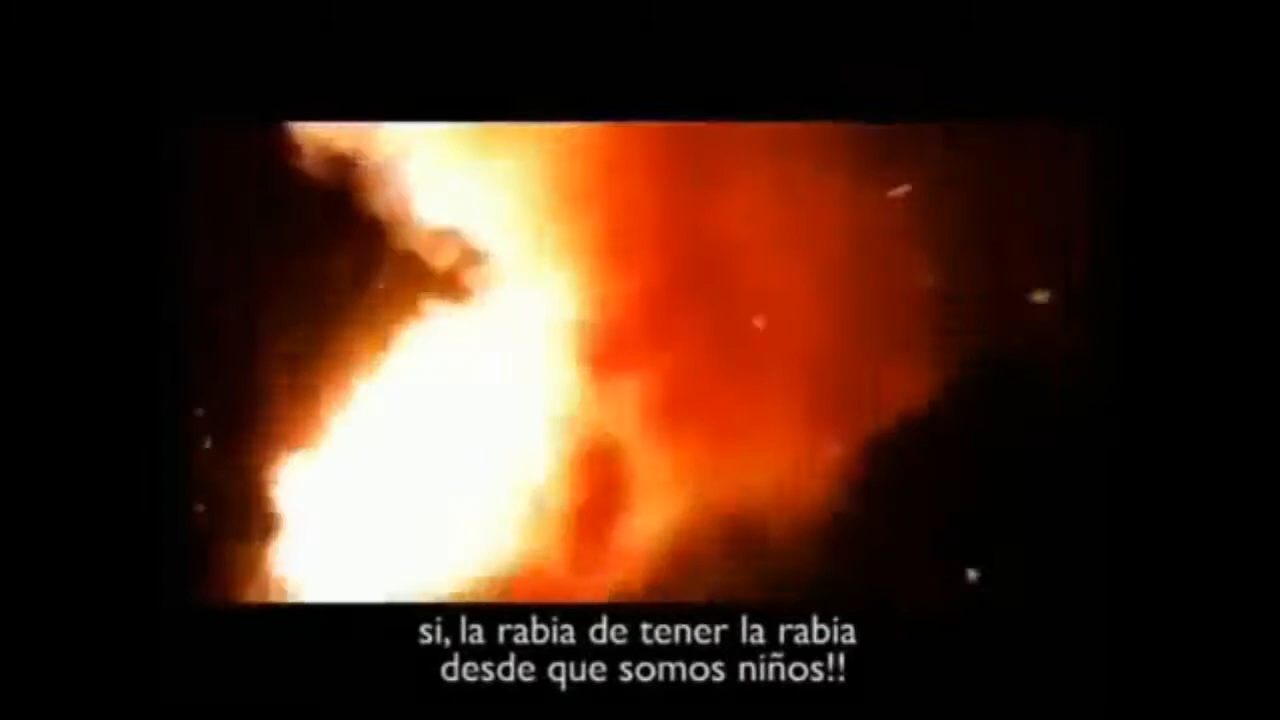 si, la rabia de tener la rabia
desde que somos niños!!